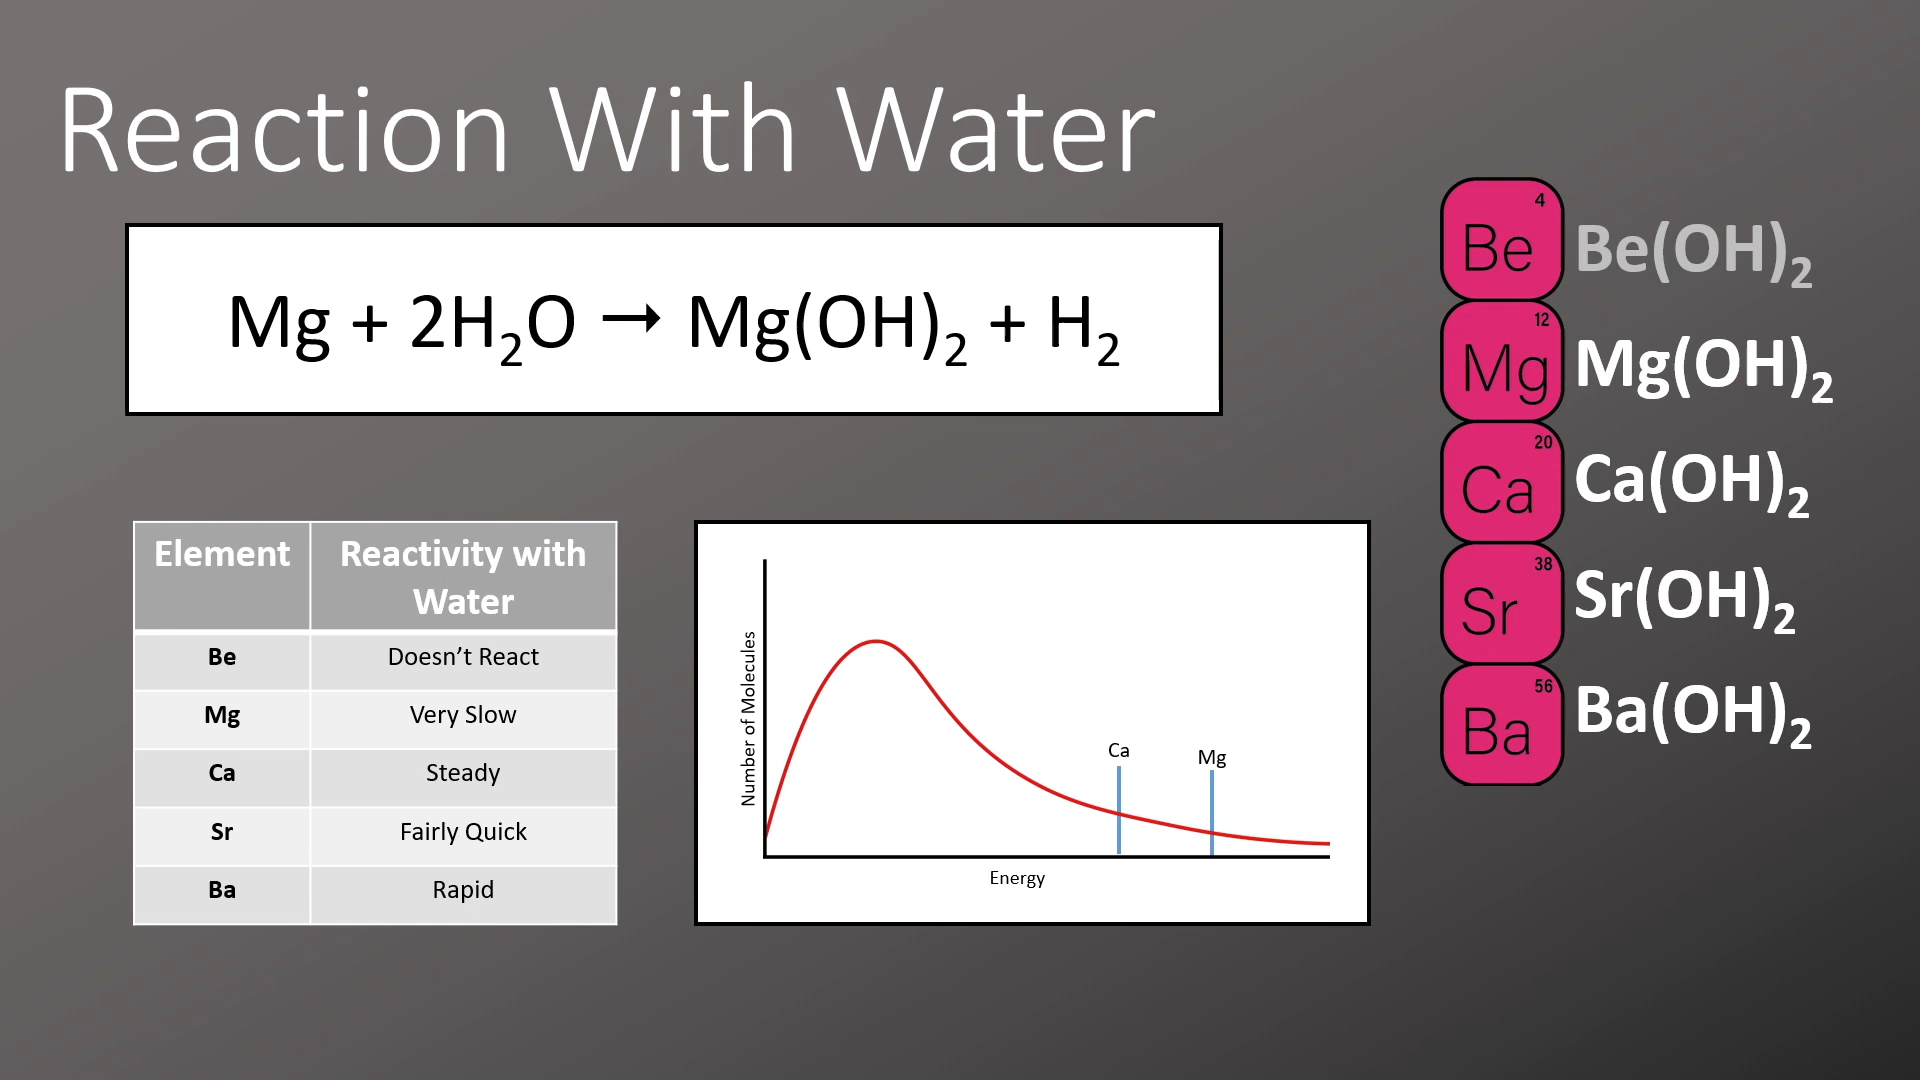 Reaction With Water
Mg + 2H₂O → Mg(OH)₂ + H₂
Element
Reactivity with
Water
Be
Doesn’t React
Mg
Very Slow
Ca
Steady
Sr
Fairly Quick
Ba
Rapid
Number of Molecules
Ca
Mg
Energy
4
Be
Be(OH)₂
12
Mg
Mg(OH)₂
20
Ca
Ca(OH)₂
38
Sr
Sr(OH)₂
56
Ba
Ba(OH)₂